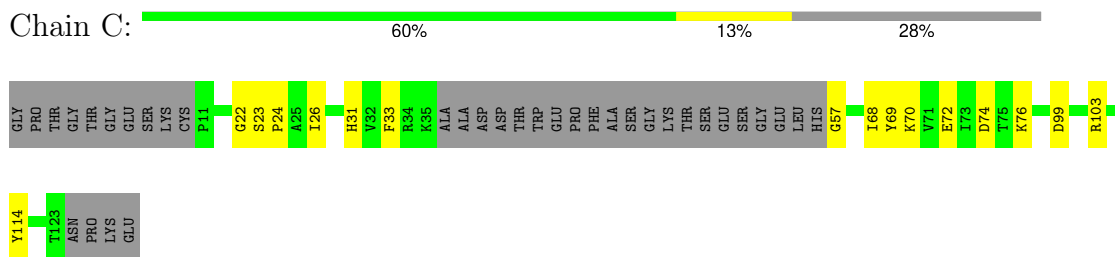 Chain C:
60% 13% 28%
GLY PRO THR GLY THR GLY GLU SER LYS CYS P11 G22 S23 P24 A25 I26 H31 V32 F33 R34 K35 ALA ALA ASP ASP THR TRP GLU PRO PHE ALA SER GLY LYS THR SER GLU SER GLY GLU LEU HIS G57 I68 Y69 K70 V71 E72 I73 D74 T75 K76 D99 R103
Y114 T123 ASN PRO LYS GLU